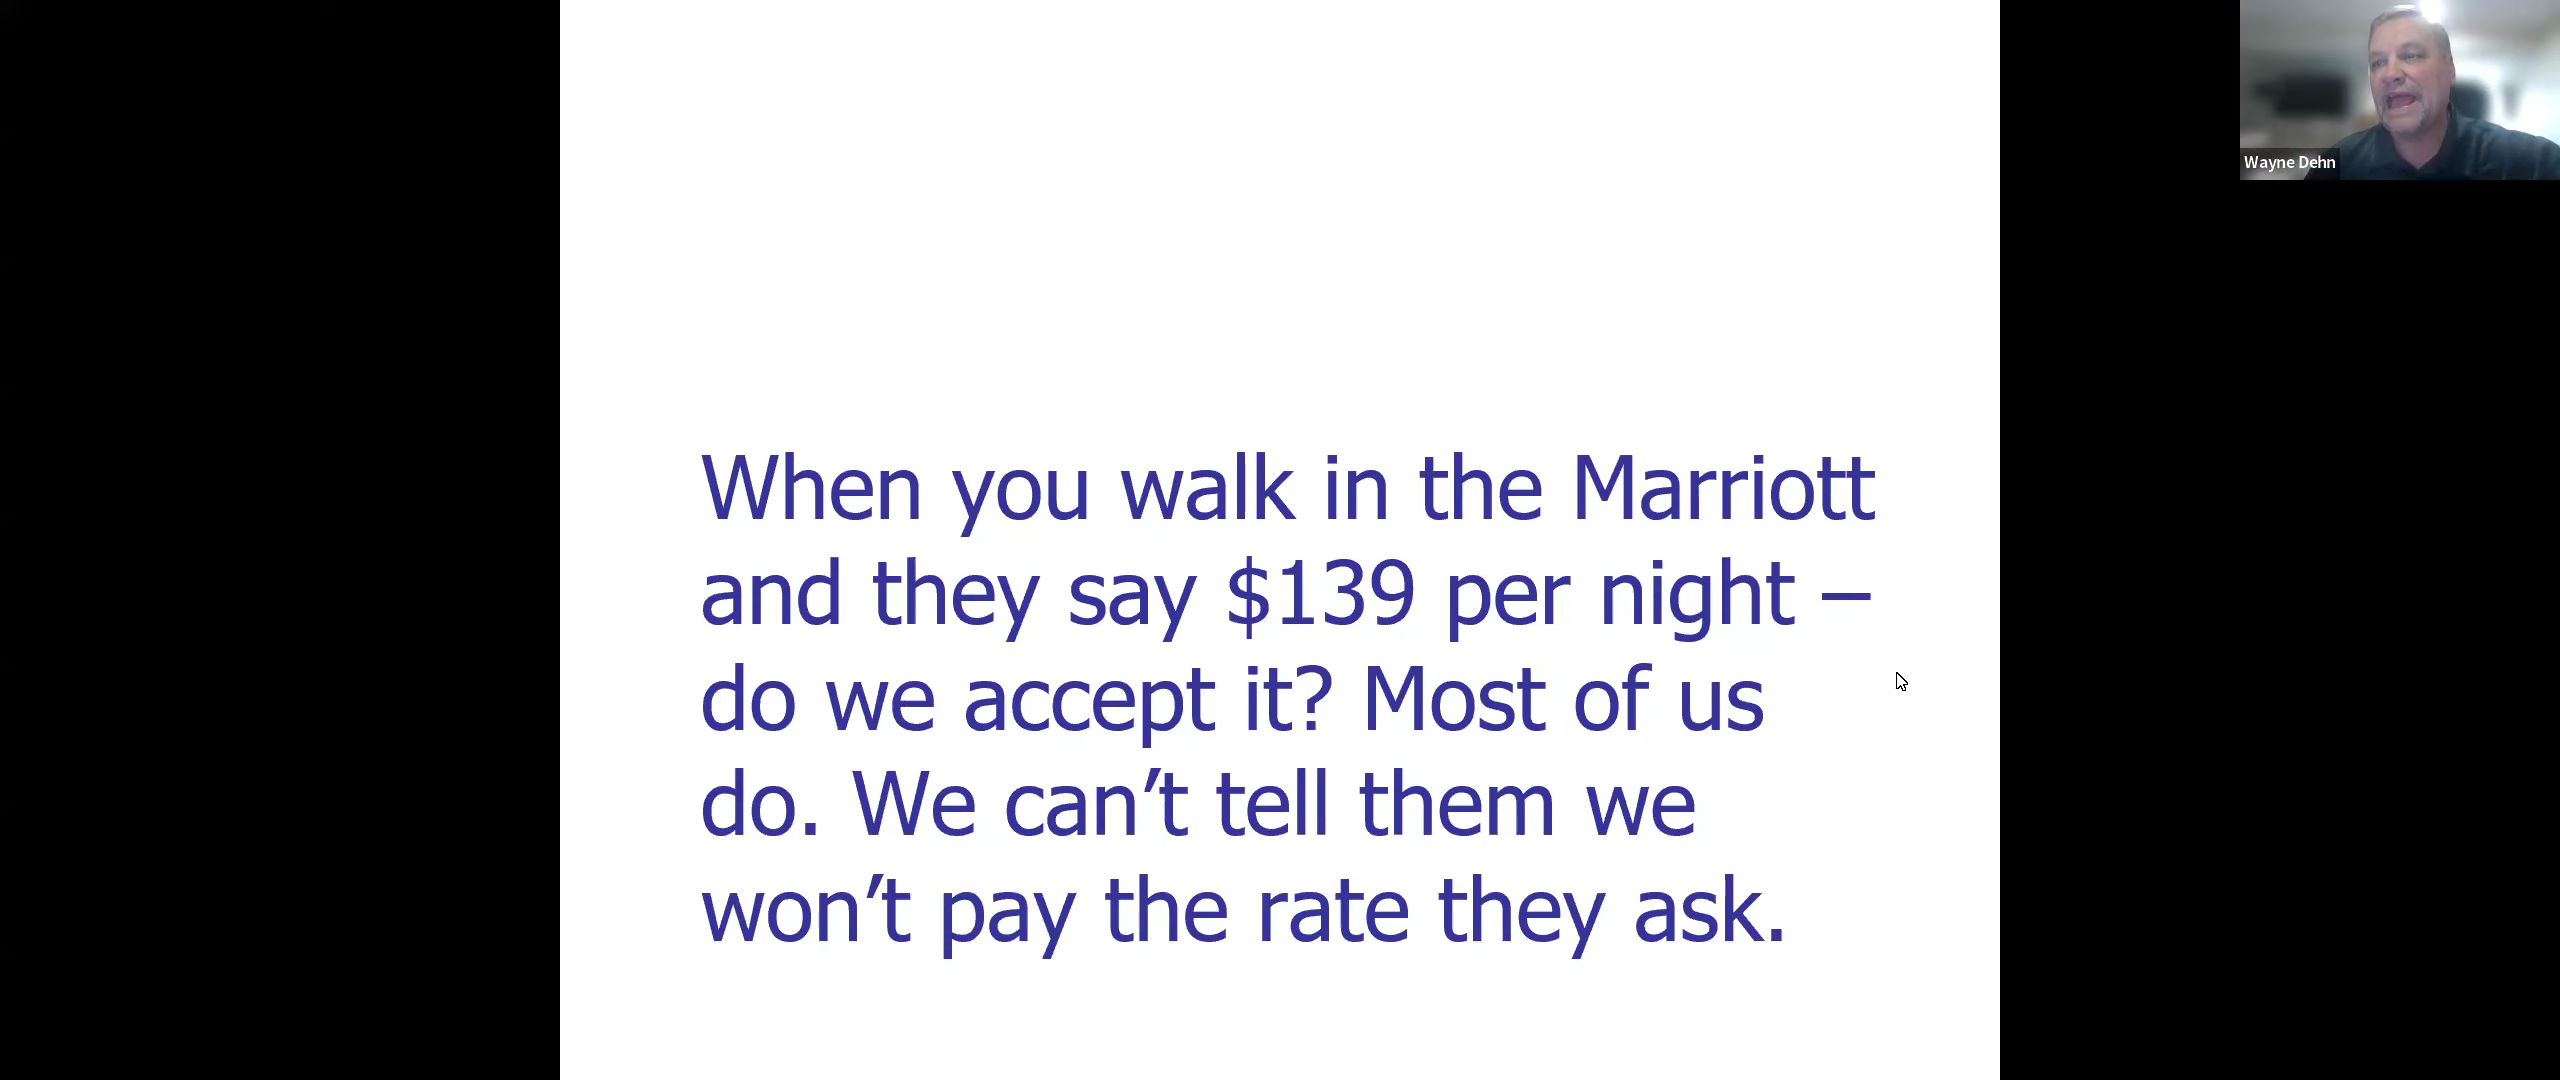 Wayne Dehn
When you walk in the Marriott
and they say $139 per night –
do we accept it? Most of us
do. We can’t tell them we
won’t pay the rate they ask.